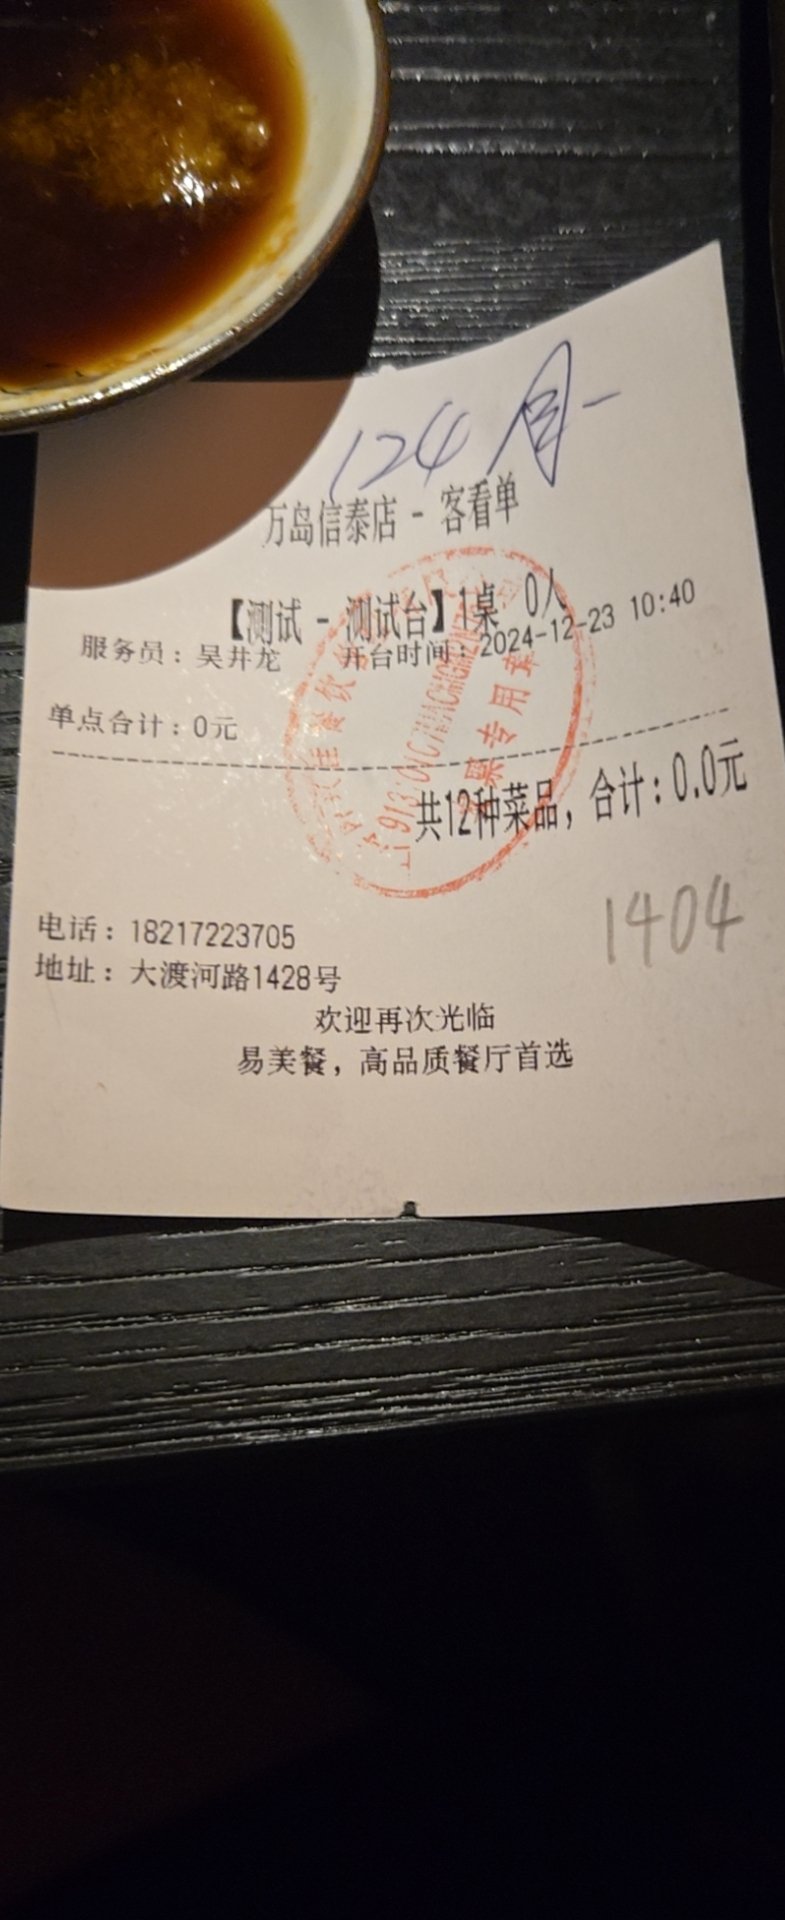 124
万岛信泰店 - 客看单
【测试 - 测试台】1桌 0人
服务员：吴井龙 开台时间：2024-12-23 10:40
单点合计：0元
共12种菜品，合计：0.0元
专用章
1404
电话：18217223705
地址：大渡河路1428号
欢迎再次光临
易美餐，高品质餐厅首选